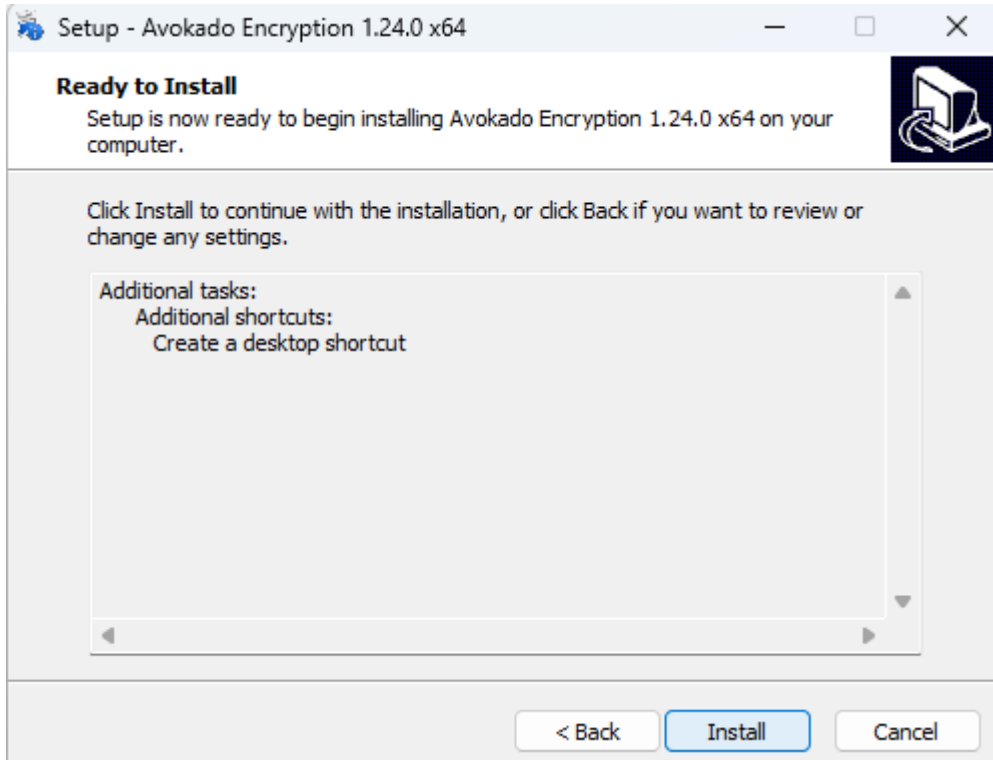 Setup - Avokado Encryption 1.24.0 x64
Ready to Install
Setup is now ready to begin installing Avokado Encryption 1.24.0 x64 on your
computer.
Click Install to continue with the installation, or click Back if you want to review or
change any settings.
Additional tasks:
Additional shortcuts:
Create a desktop shortcut
< Back
Install
Cancel